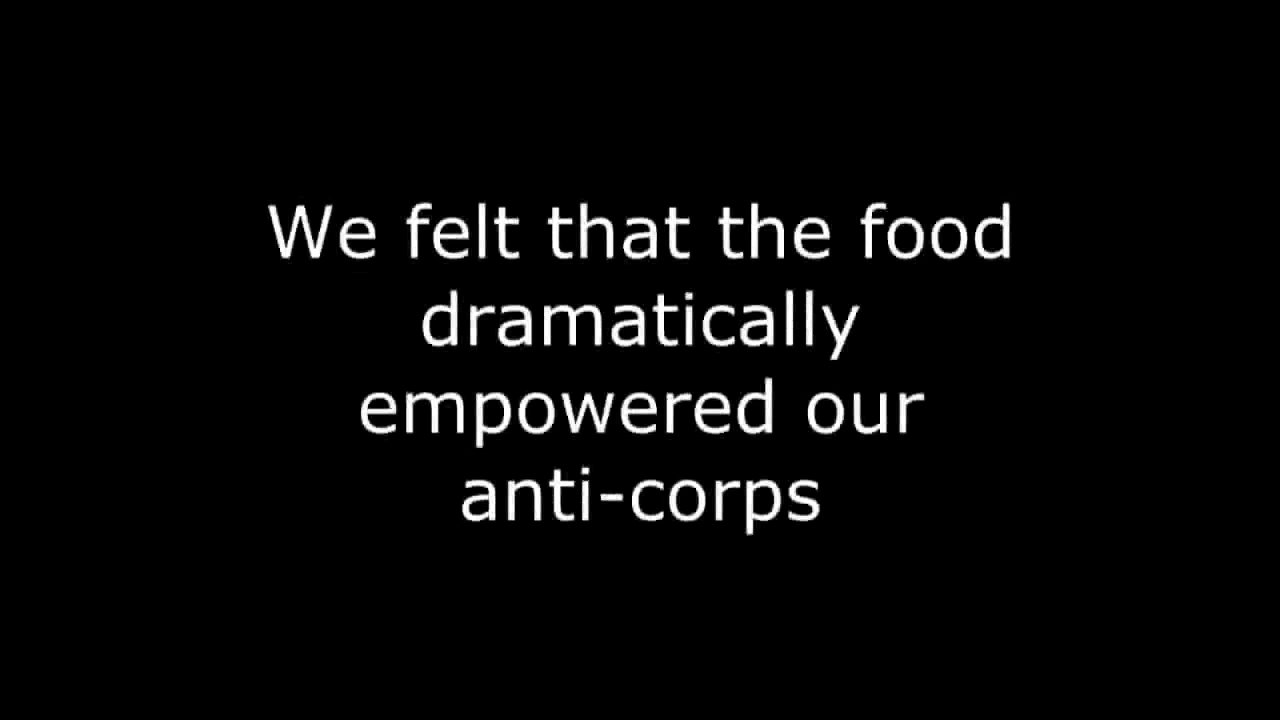 We felt that the food
dramatically
empowered our
anti-corps